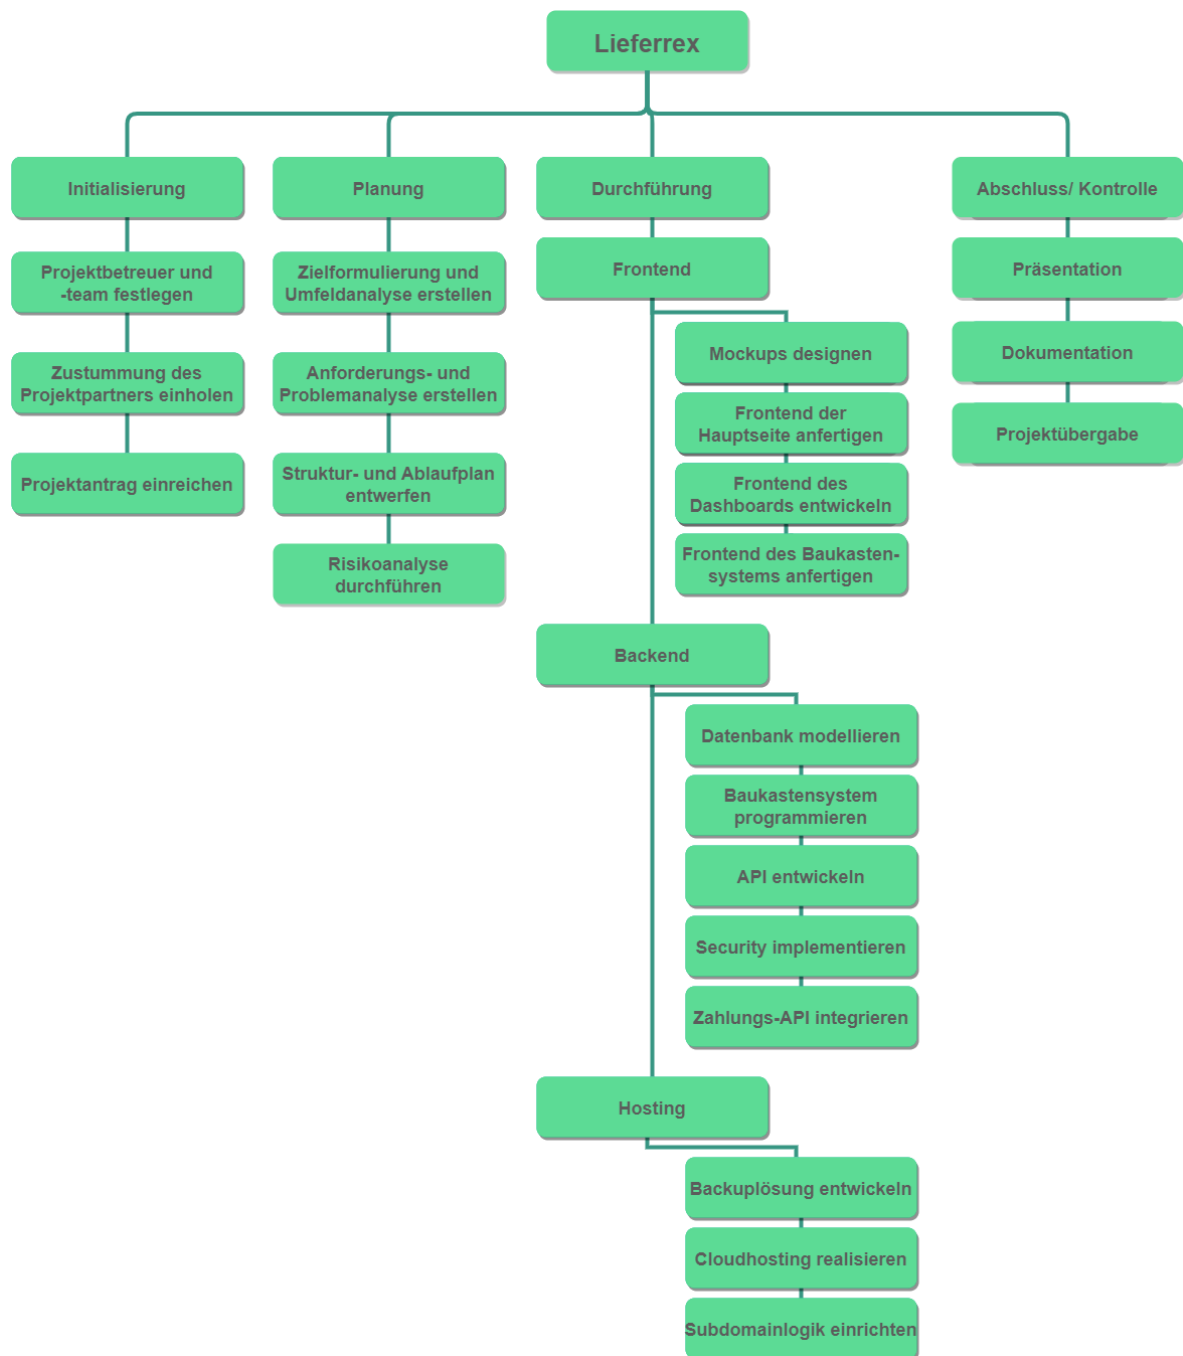 Lieferrex
Initialisierung
Planung
Durchführung
Abschluss/ Kontrolle
Projektbetreuer und
-team festlegen
Zustummung des
Projektpartners einholen
Projektantrag einreichen
Zielformulierung und
Umfeldanalyse erstellen
Anforderungs- und
Problemanalyse erstellen
Struktur- und Ablaufplan
entwerfen
Risikoanalyse
durchführen
Frontend
Mockups designen
Frontend der
Hauptseite anfertigen
Frontend des
Dashboards entwickeln
Frontend des Baukasten-
systems anfertigen
Backend
Datenbank modellieren
Baukastensystem
programmieren
API entwickeln
Security implementieren
Zahlungs-API integrieren
Hosting
Backuplösung entwickeln
Cloudhosting realisieren
Subdomainlogik einrichten
Präsentation
Dokumentation
Projektübergabe